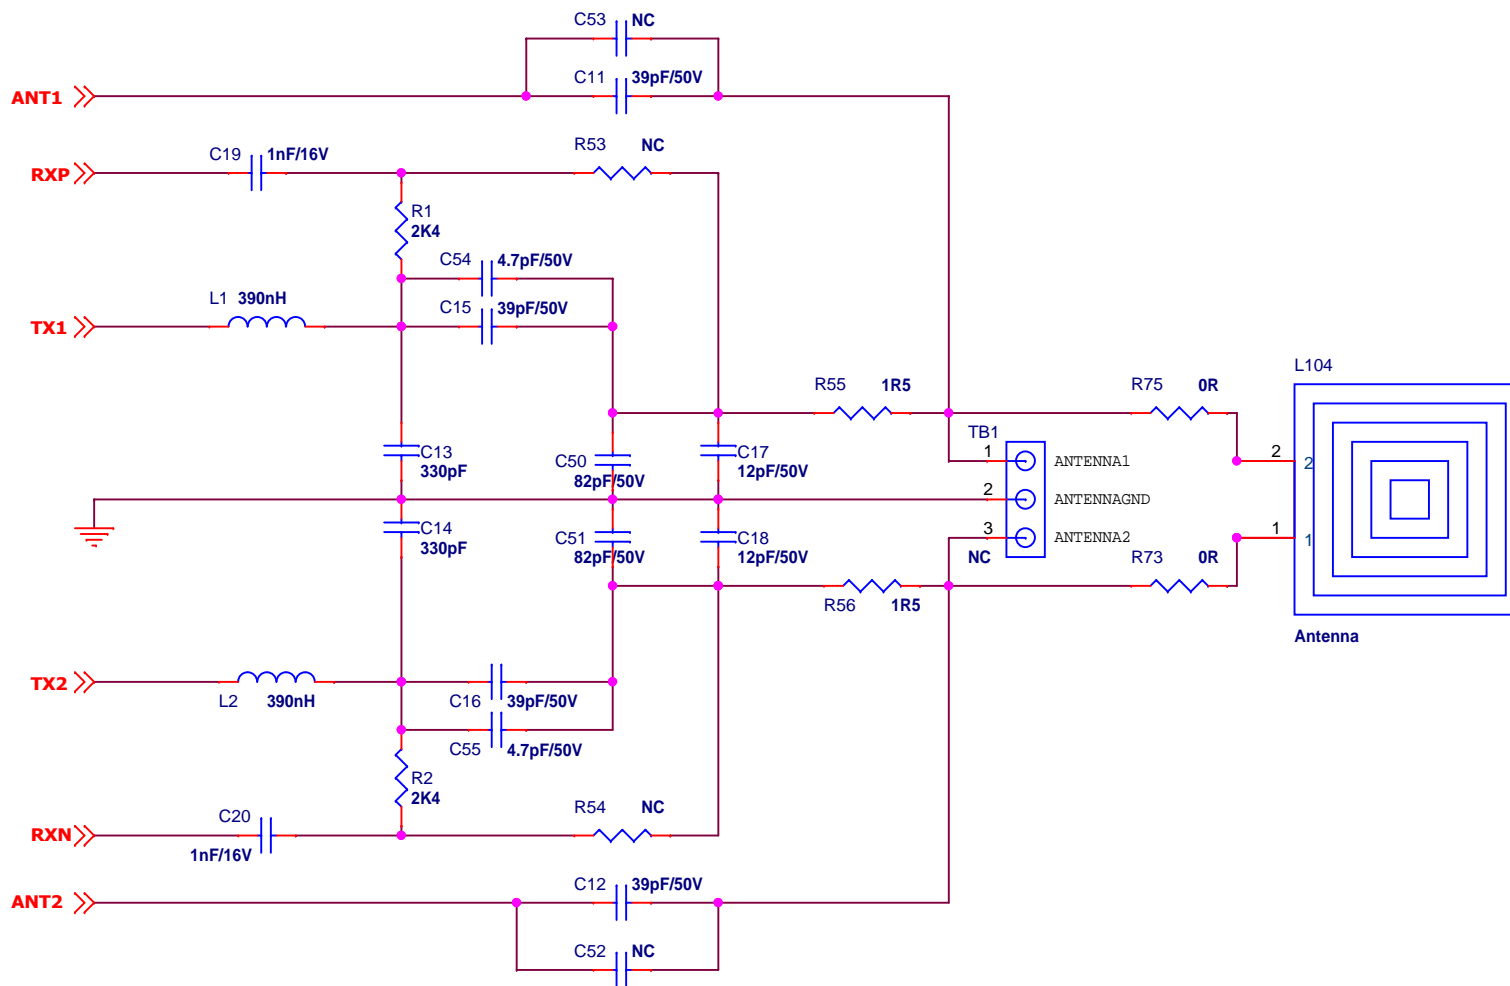 C53 NC
C11 39pF/50V
ANT1
R53 NC
C19 1nF/16V
RXP
R1
2K4
C54 4.7pF/50V
L1 390nH
C15 39pF/50V
TX1
L104
R55 1R5
R75 0R
TB1
C13
330pF
C50
82pF/50V
C17
12pF/50V
1 ANTENNA1
2 2
2 ANTENNAGND
C14
330pF
C51
82pF/50V
C18
12pF/50V
3 ANTENNA2
NC
1 1
R73 0R
R56 1R5
Antenna
TX2
L2 390nH
C16 39pF/50V
C55 4.7pF/50V
R2
2K4
R54 NC
C20
RXN
1nF/16V
C12 39pF/50V
ANT2
C52 NC